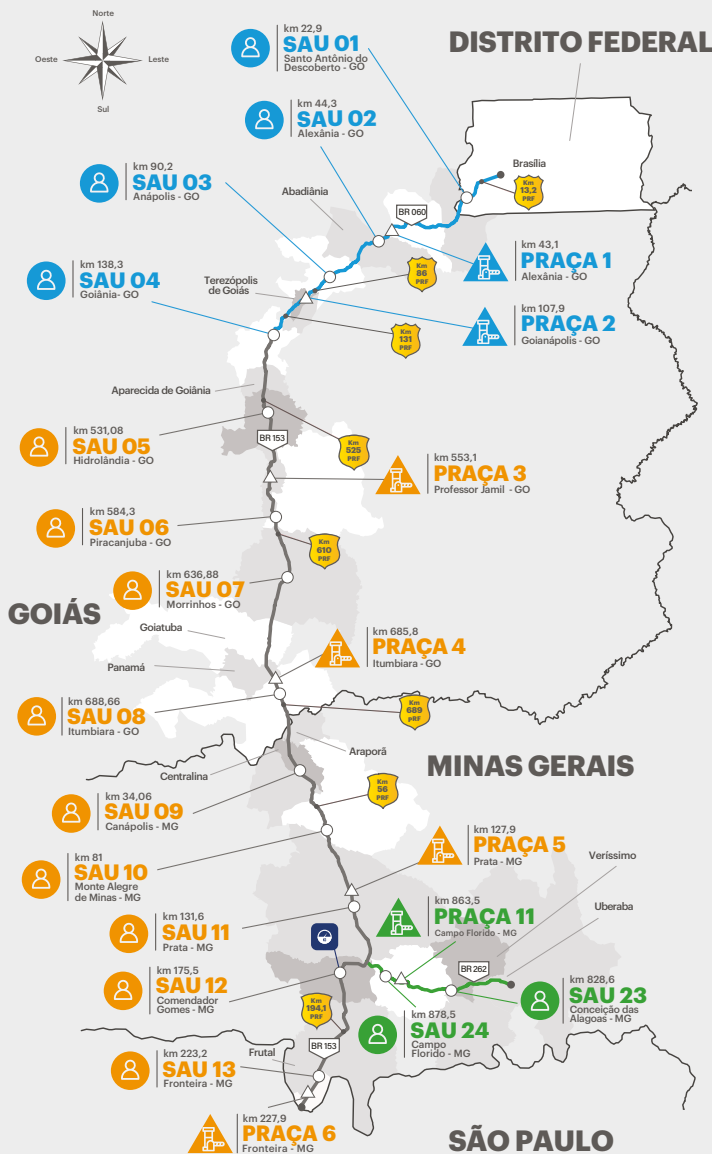 Norte
Oeste
Leste
Sul
km 22,9
SAU 01
Santo Antônio do
Descoberto - GO
DISTRITO FEDERAL
km 44,3
SAU 02
Alexânia - GO
Brasília
Km
13,2
PRF
km 90,2
SAU 03
Anápolis - GO
Abadiânia
BR 060
km 43,1
PRAÇA 1
Alexânia - GO
km 138,3
SAU 04
Goiânia- GO
Terezópolis
de Goiás
Km
86
PRF
km 107,9
PRAÇA 2
Goianápolis - GO
Km
131
PRF
Aparecida de Goiânia
km 531,08
SAU 05
Hidrolândia - GO
BR 153
Km
525
PRF
km 553,1
PRAÇA 3
Professor Jamil - GO
km 584,3
SAU 06
Piracanjuba - GO
Km
610
PRF
km 636,88
SAU 07
Morrinhos - GO
GOIÁS
Goiatuba
km 685,8
PRAÇA 4
Itumbiara - GO
Panamá
km 688,66
SAU 08
Itumbiara - GO
Km
689
pRF
Araporã
MINAS GERAIS
Centralina
km 34,06
SAU 09
Canápolis - MG
Km
56
PRF
km 127,9
PRAÇA 5
Prata - MG
km 81
SAU 10
Monte Alegre
de Minas - MG
Veríssimo
km 863,5
PRAÇA 11
Campo Florido - MG
Uberaba
km 131,6
SAU 11
Prata - MG
km 175,5
SAU 12
Comendador
Gomes - MG
BR 262
km 828,6
SAU 23
Conceição das
Alagoas - MG
Km
194,1
PRF
km 878,5
SAU 24
Campo
Florido - MG
BR 153
Frutal
km 223,2
SAU 13
Fronteira - MG
km 227,9
PRAÇA 6
Fronteira - MG
SÃO PAULO